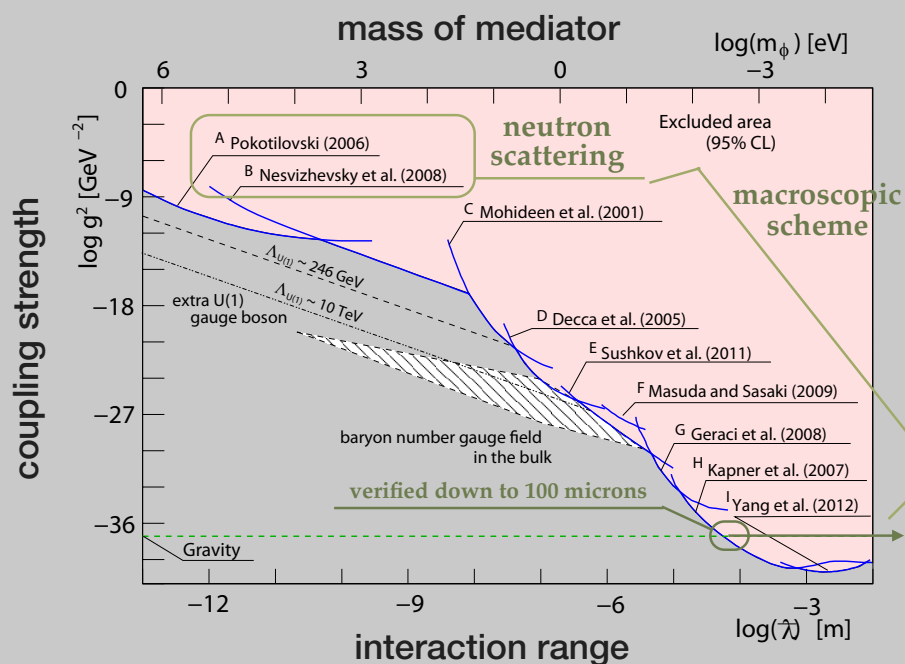 mass of mediator
log(mϕ) [eV]
6 3 0 −3
0
−9
−18
−27
−36
coupling strength
log g² [GeV⁻²]
A Pokotilovski (2006)
B Nesvizhevsky et al. (2008)
neutron
scattering
Excluded area
(95% CL)
macroscopic
scheme
C Mohideen et al. (2001)
ΛU(1) ~ 246 GeV
ΛU(1) ~ 10 TeV
extra U(1)
gauge boson
D Decca et al. (2005)
E Sushkov et al. (2011)
F Masuda and Sasaki (2009)
baryon number gauge field
in the bulk
G Geraci et al. (2008)
H Kapner et al. (2007)
verified down to 100 microns
I Yang et al. (2012)
Gravity
−12 −9 −6 −3
log(ƛ) [m]
interaction range